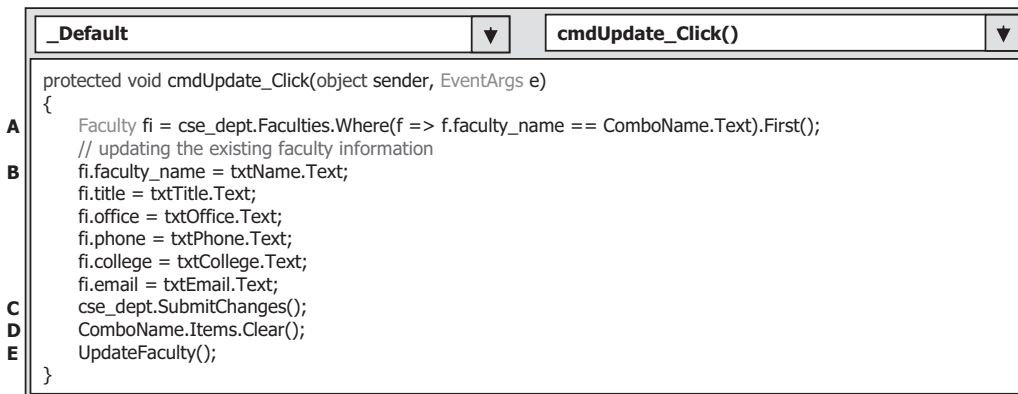 _Default cmdUpdate_Click()
protected void cmdUpdate_Click(object sender, EventArgs e)
{
A Faculty fi = cse_dept.Faculties.Where(f => f.faculty_name == ComboName.Text).First();
// updating the existing faculty information
B fi.faculty_name = txtName.Text;
fi.title = txtTitle.Text;
fi.office = txtOffice.Text;
fi.phone = txtPhone.Text;
fi.college = txtCollege.Text;
fi.email = txtEmail.Text;
C cse_dept.SubmitChanges();
D ComboName.Items.Clear();
E UpdateFaculty();
}